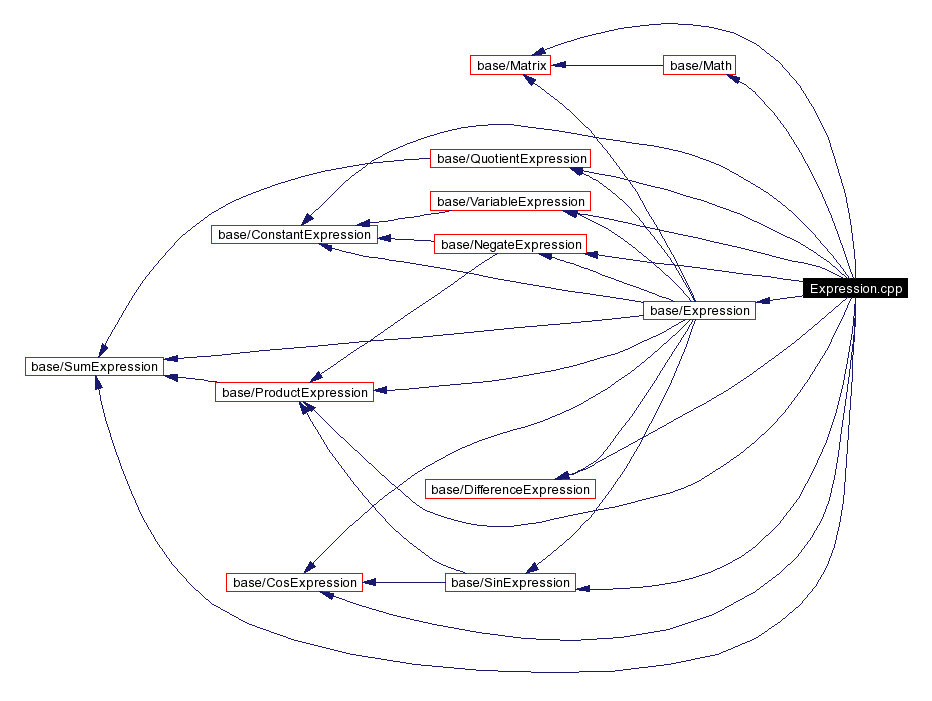 base/Matrix
base/Math
base/QuotientExpression
base/VariableExpression
base/ConstantExpression
base/NegateExpression
Expression.cpp
base/Expression
base/SumExpression
base/ProductExpression
base/DifferenceExpression
base/CosExpression
base/SinExpression